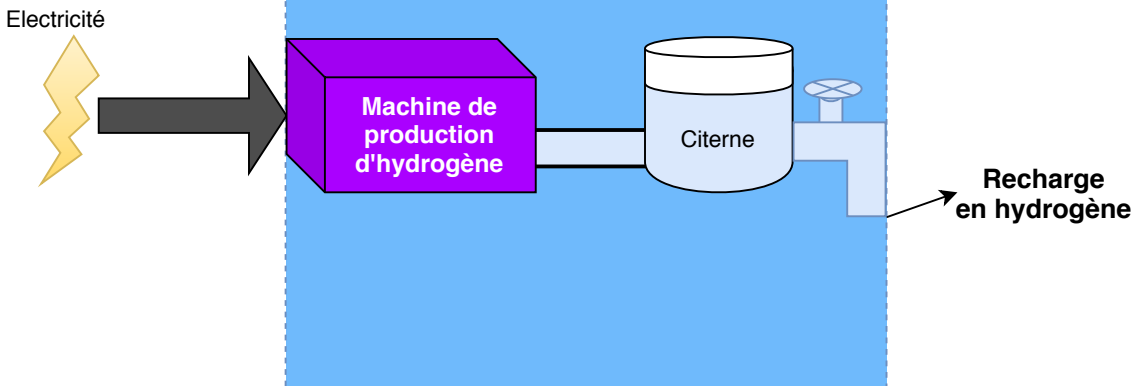 Electricité
Machine de
production
d'hydrogène
Citerne
Recharge
en hydrogène